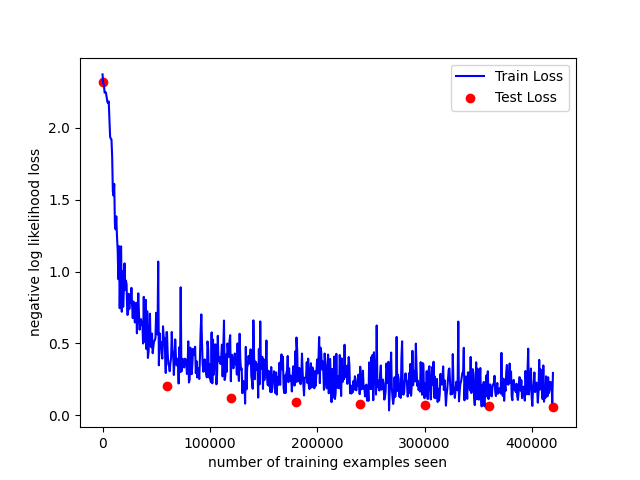 Train Loss
Test Loss
2.0
1.5
1.0
0.5
0.0
negative log likelihood loss
0
100000
200000
300000
400000
number of training examples seen